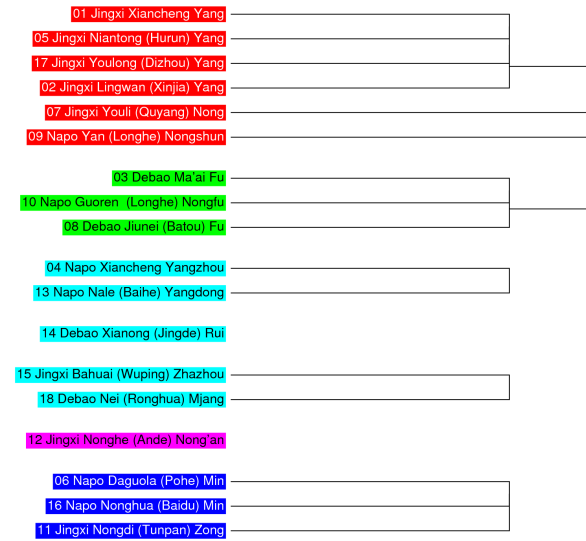 01 Jingxi Xiancheng Yang
05 Jingxi Niantong (Hurun) Yang
17 Jingxi Youlong (Dizhou) Yang
02 Jingxi Lingwan (Xinjia) Yang
07 Jingxi Youli (Quyang) Nong
09 Napo Yan (Longhe) Nongshun
03 Debao Ma'ai Fu
10 Napo Guoren (Longhe) Nongfu
08 Debao Jiunei (Batou) Fu
04 Napo Xiancheng Yangzhou
13 Napo Nale (Baihe) Yangdong
14 Debao Xianong (Jingde) Rui
15 Jingxi Bahuai (Wuping) Zhazhou
18 Debao Nei (Ronghua) Mjang
12 Jingxi Nonghe (Ande) Nong'an
06 Napo Daguola (Pohe) Min
16 Napo Nonghua (Baidu) Min
11 Jingxi Nongdi (Tunpan) Zong